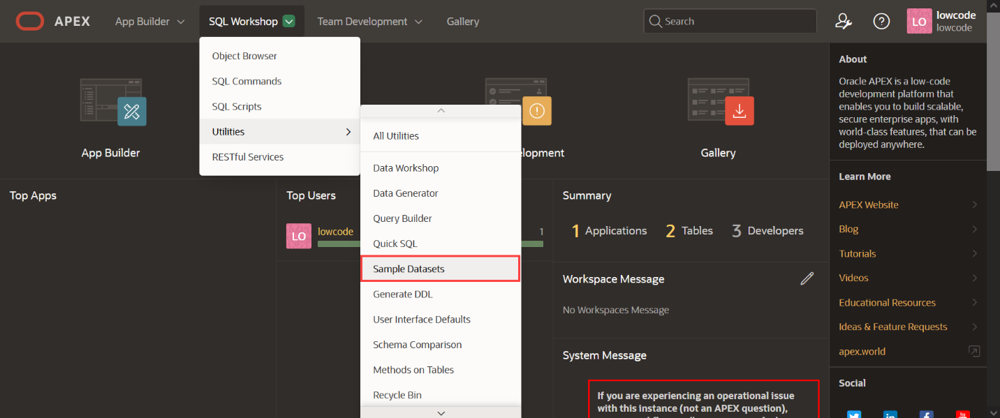 APEX
App Builder
SQL Workshop
Team Development
Gallery
Search
LO
lowcode
lowcode
Object Browser
SQL Commands
SQL Scripts
Utilities
RESTful Services
All Utilities
Data Workshop
Data Generator
Query Builder
Quick SQL
Sample Datasets
Generate DDL
User Interface Defaults
Schema Comparison
Methods on Tables
Recycle Bin
App Builder
Gallery
Top Apps
Top Users
LO
lowcode
1
Summary
1 Applications
2 Tables
3 Developers
Workspace Message
No Workspaces Message
System Message
If you are experiencing an operational issue
with this instance (not an APEX question),
About
Oracle APEX is a low-code
development platform that
enables you to build scalable,
secure enterprise apps, with
world-class features, that can be
deployed anywhere.
Learn More
APEX Website
Blog
Tutorials
Videos
Educational Resources
Ideas & Feature Requests
apex.world
Social